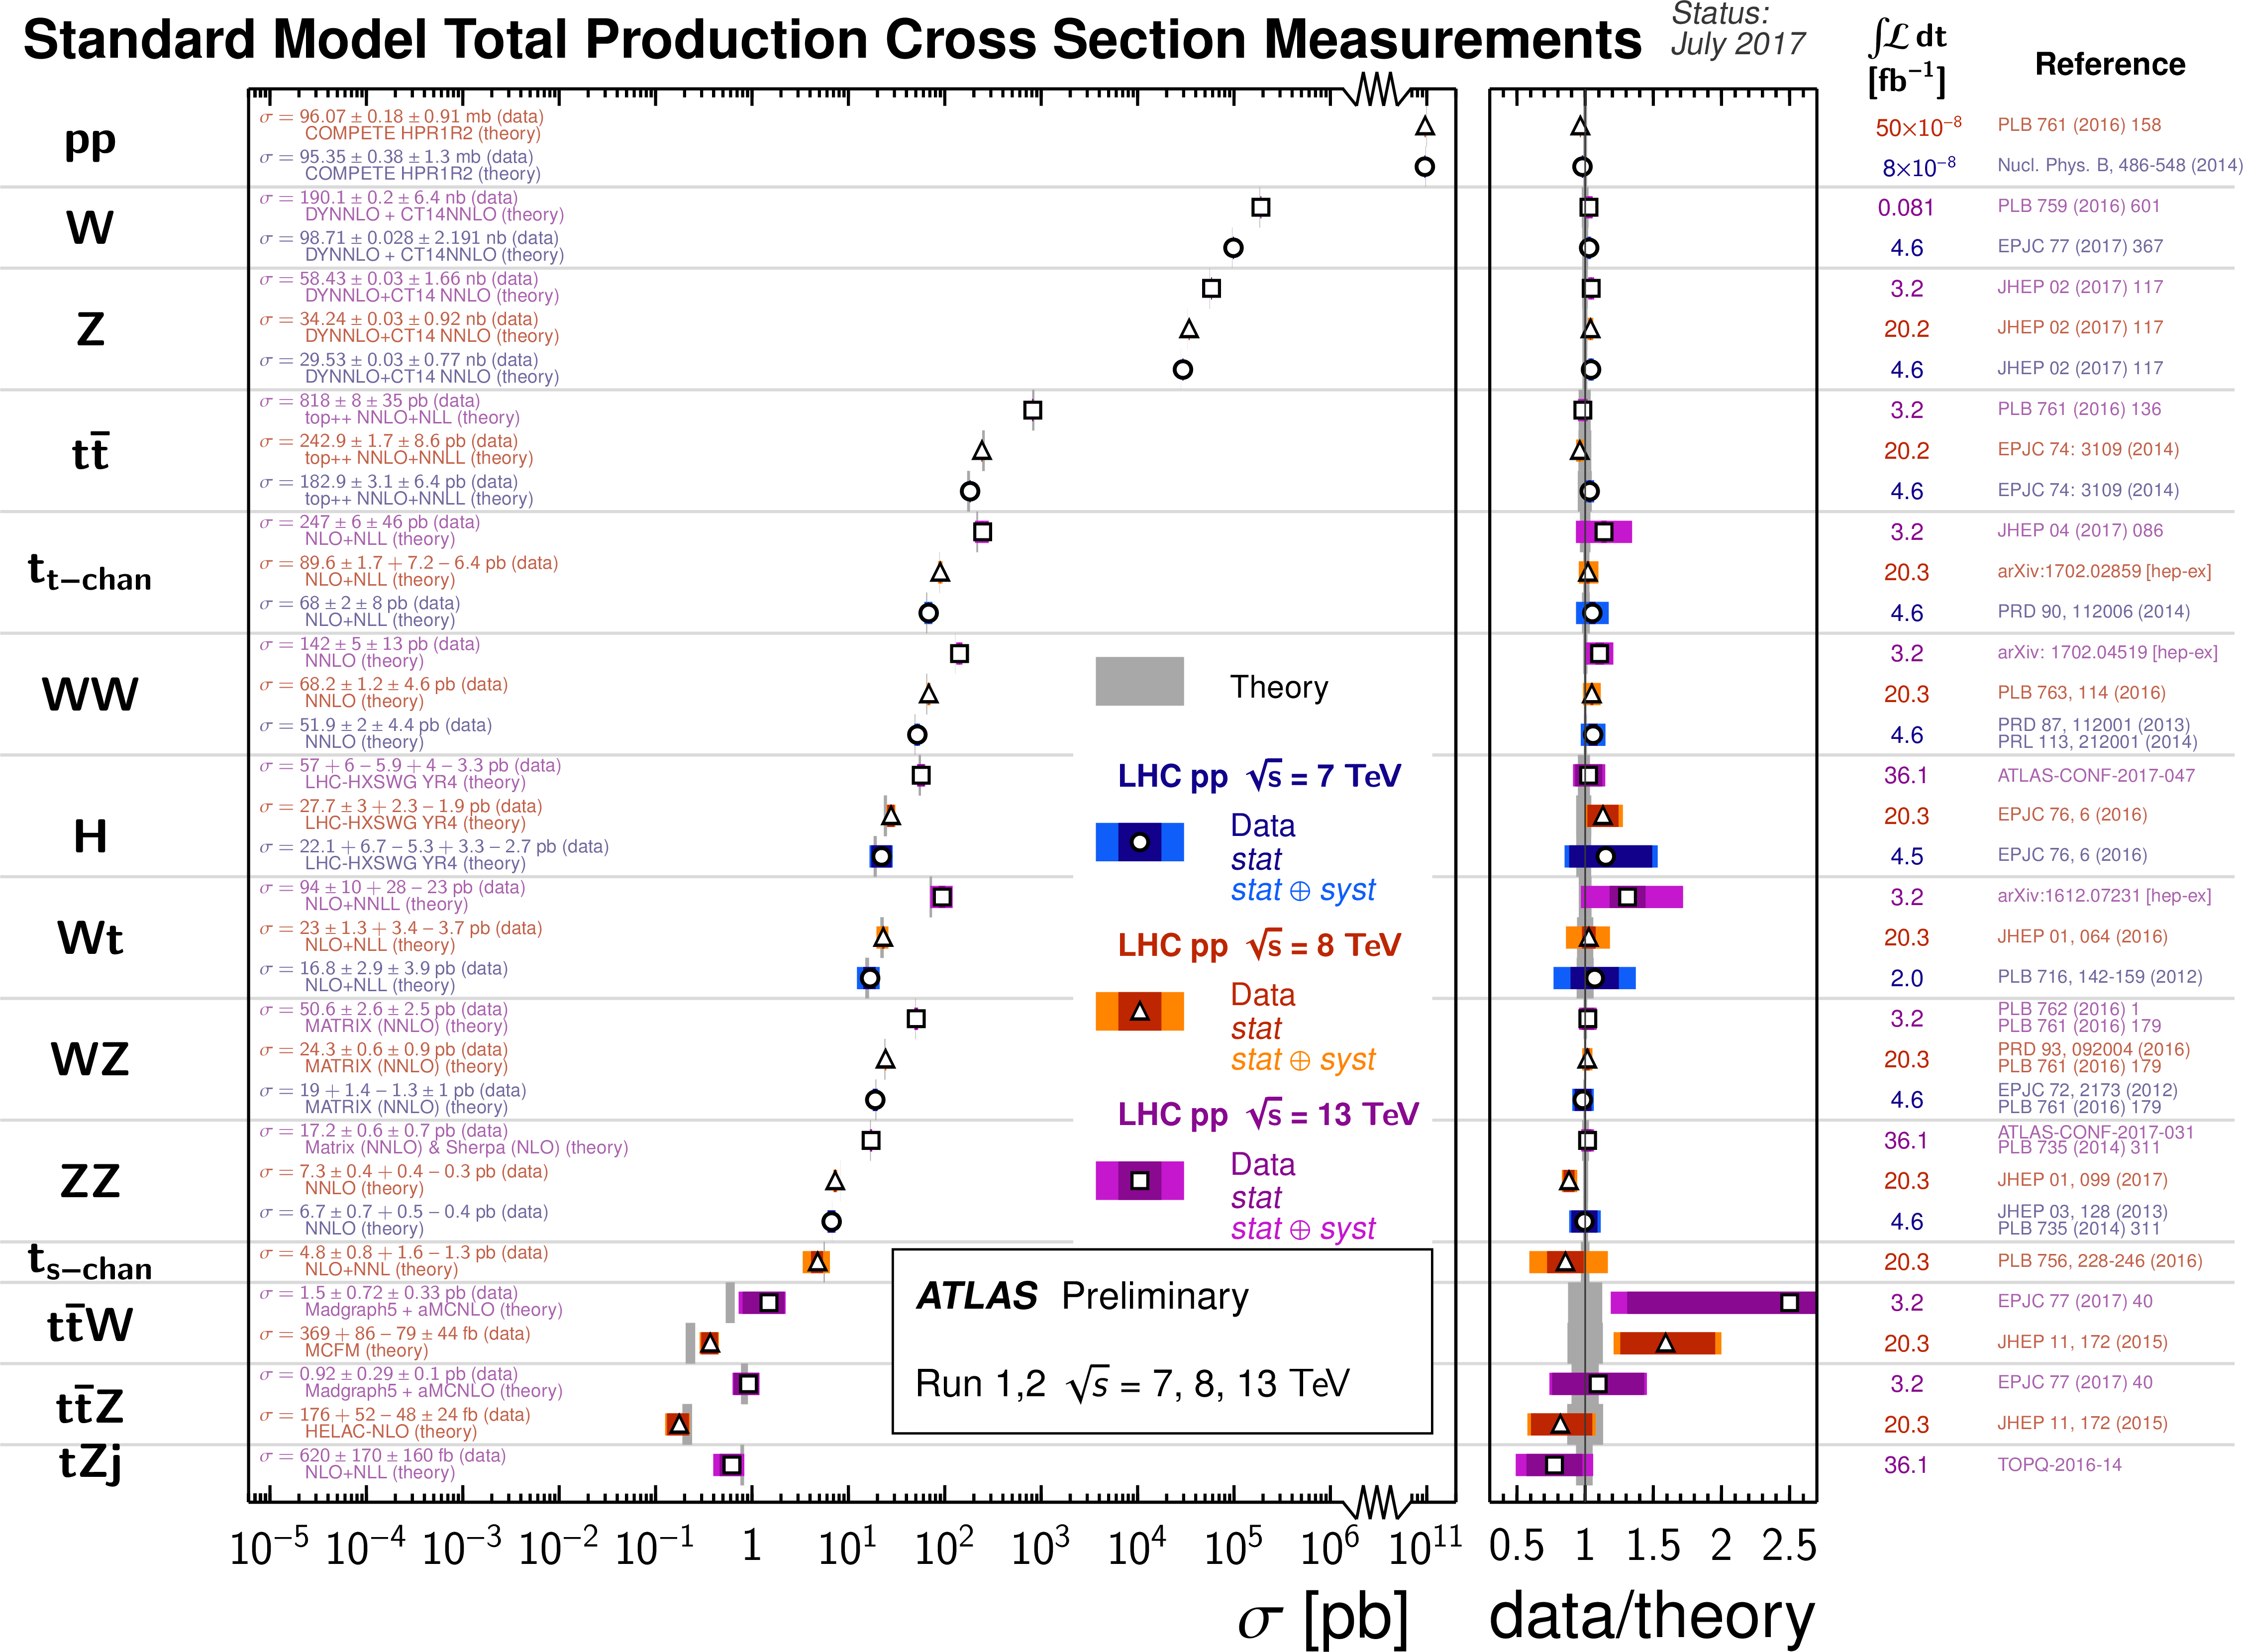 Standard Model Total Production Cross Section Measurements
Status:
July 2017
∫ℒ dt
[fb⁻¹]
Reference
pp
σ = 96.07 ± 0.18 ± 0.91 mb (data)
COMPETE HPR1R2 (theory)
50×10⁻⁸
PLB 761 (2016) 158
σ = 95.35 ± 0.38 ± 1.3 mb (data)
COMPETE HPR1R2 (theory)
8×10⁻⁸
Nucl. Phys. B, 486-548 (2014)
W
σ = 190.1 ± 0.2 ± 6.4 nb (data)
DYNNLO + CT14NNLO (theory)
0.081
PLB 759 (2016) 601
σ = 98.71 ± 0.028 ± 2.191 nb (data)
DYNNLO + CT14NNLO (theory)
4.6
EPJC 77 (2017) 367
Z
σ = 58.43 ± 0.03 ± 1.66 nb (data)
DYNNLO+CT14 NNLO (theory)
3.2
JHEP 02 (2017) 117
σ = 34.24 ± 0.03 ± 0.92 nb (data)
DYNNLO+CT14 NNLO (theory)
20.2
JHEP 02 (2017) 117
σ = 29.53 ± 0.03 ± 0.77 nb (data)
DYNNLO+CT14 NNLO (theory)
4.6
JHEP 02 (2017) 117
tt̄
σ = 818 ± 8 ± 35 pb (data)
top++ NNLO+NLL (theory)
3.2
PLB 761 (2016) 136
σ = 242.9 ± 1.7 ± 8.6 pb (data)
top++ NNLO+NNLL (theory)
20.2
EPJC 74: 3109 (2014)
σ = 182.9 ± 3.1 ± 6.4 pb (data)
top++ NNLO+NNLL (theory)
4.6
EPJC 74: 3109 (2014)
t t−chan
σ = 247 ± 6 ± 46 pb (data)
NLO+NLL (theory)
3.2
JHEP 04 (2017) 086
σ = 89.6 ± 1.7 + 7.2 − 6.4 pb (data)
NLO+NLL (theory)
20.3
arXiv:1702.02859 [hep-ex]
σ = 68 ± 2 ± 8 pb (data)
NLO+NLL (theory)
4.6
PRD 90, 112006 (2014)
WW
σ = 142 ± 5 ± 13 pb (data)
NNLO (theory)
3.2
arXiv: 1702.04519 [hep-ex]
σ = 68.2 ± 1.2 ± 4.6 pb (data)
NNLO (theory)
20.3
PLB 763, 114 (2016)
σ = 51.9 ± 2 ± 4.4 pb (data)
NNLO (theory)
4.6
PRD 87, 112001 (2013)
PRL 113, 212001 (2014)
H
σ = 57 + 6 − 5.9 + 4 − 3.3 pb (data)
LHC-HXSWG YR4 (theory)
36.1
ATLAS-CONF-2017-047
σ = 27.7 ± 3 + 2.3 − 1.9 pb (data)
LHC-HXSWG YR4 (theory)
20.3
EPJC 76, 6 (2016)
σ = 22.1 + 6.7 − 5.3 + 3.3 − 2.7 pb (data)
LHC-HXSWG YR4 (theory)
4.5
EPJC 76, 6 (2016)
Wt
σ = 94 ± 10 + 28 − 23 pb (data)
NLO+NNLL (theory)
3.2
arXiv:1612.07231 [hep-ex]
σ = 23 ± 1.3 + 3.4 − 3.7 pb (data)
NLO+NLL (theory)
20.3
JHEP 01, 064 (2016)
σ = 16.8 ± 2.9 ± 3.9 pb (data)
NLO+NLL (theory)
2.0
PLB 716, 142-159 (2012)
WZ
σ = 50.6 ± 2.6 ± 2.5 pb (data)
MATRIX (NNLO) (theory)
3.2
PLB 762 (2016) 1
PLB 761 (2016) 179
σ = 24.3 ± 0.6 ± 0.9 pb (data)
MATRIX (NNLO) (theory)
20.3
PRD 93, 092004 (2016)
PLB 761 (2016) 179
σ = 19 + 1.4 − 1.3 ± 1 pb (data)
MATRIX (NNLO) (theory)
4.6
EPJC 72, 2173 (2012)
PLB 761 (2016) 179
ZZ
σ = 17.2 ± 0.6 ± 0.7 pb (data)
Matrix (NNLO) & Sherpa (NLO) (theory)
36.1
ATLAS-CONF-2017-031
PLB 735 (2014) 311
σ = 7.3 ± 0.4 + 0.4 − 0.3 pb (data)
NNLO (theory)
20.3
JHEP 01, 099 (2017)
σ = 6.7 ± 0.7 + 0.5 − 0.4 pb (data)
NNLO (theory)
4.6
JHEP 03, 128 (2013)
PLB 735 (2014) 311
t s−chan
σ = 4.8 ± 0.8 + 1.6 − 1.3 pb (data)
NLO+NNL (theory)
20.3
PLB 756, 228-246 (2016)
tt̄W
σ = 1.5 ± 0.72 ± 0.33 pb (data)
Madgraph5 + aMCNLO (theory)
3.2
EPJC 77 (2017) 40
σ = 369 + 86 − 79 ± 44 fb (data)
MCFM (theory)
20.3
JHEP 11, 172 (2015)
tt̄Z
σ = 0.92 ± 0.29 ± 0.1 pb (data)
Madgraph5 + aMCNLO (theory)
3.2
EPJC 77 (2017) 40
σ = 176 + 52 − 48 ± 24 fb (data)
HELAC-NLO (theory)
20.3
JHEP 11, 172 (2015)
tZj
σ = 620 ± 170 ± 160 fb (data)
NLO+NLL (theory)
36.1
TOPQ-2016-14
Theory
LHC pp √s = 7 TeV
Data
stat
stat ⊕ syst
LHC pp √s = 8 TeV
Data
stat
stat ⊕ syst
LHC pp √s = 13 TeV
Data
stat
stat ⊕ syst
ATLAS Preliminary
Run 1,2 √s = 7, 8, 13 TeV
10⁻⁵ 10⁻⁴ 10⁻³ 10⁻² 10⁻¹ 1 10¹ 10² 10³ 10⁴ 10⁵ 10⁶ 10¹¹
0.5 1 1.5 2 2.5
σ [pb]
data/theory